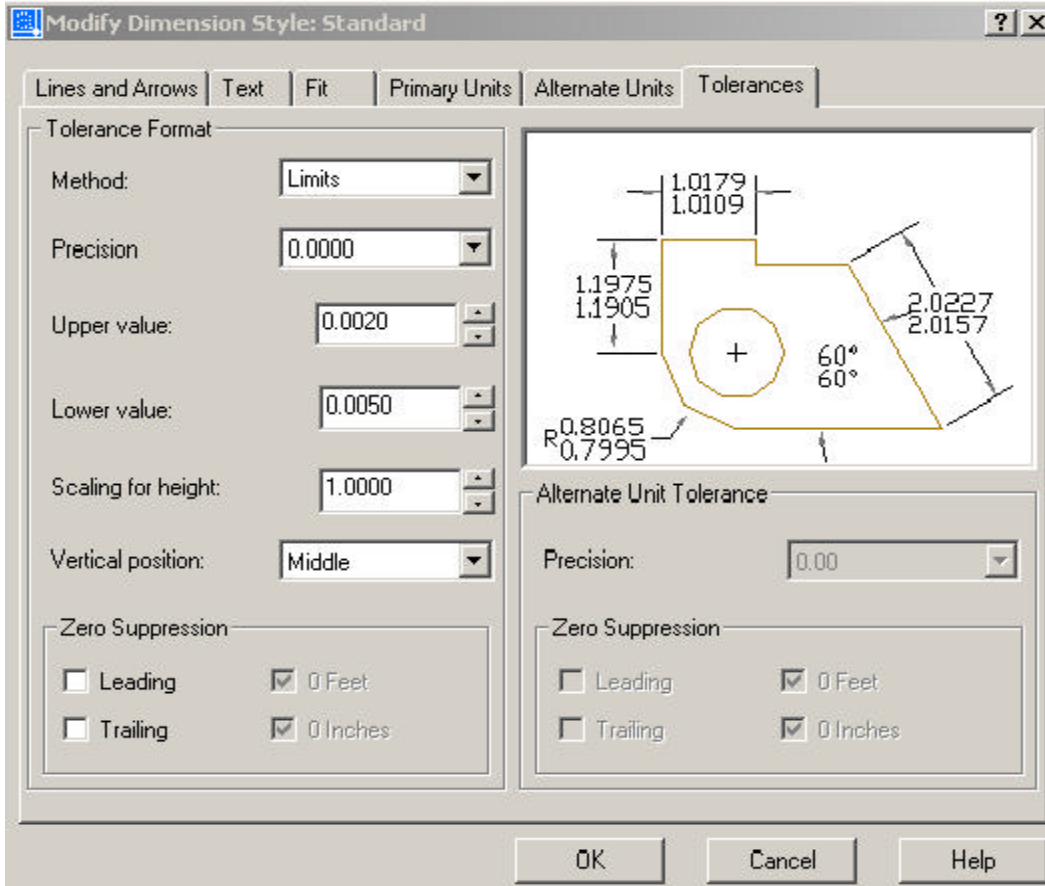 Modify Dimension Style: Standard
Lines and Arrows Text Fit Primary Units Alternate Units Tolerances
Tolerance Format
Method: Limits
Precision 0.0000
Upper value: 0.0020
Lower value: 0.0050
Scaling for height: 1.0000
Vertical position: Middle
Zero Suppression
Leading 0 Feet
Trailing 0 Inches
1.0179
1.0109
1.1975
1.1905
2.0227
2.0157
60°
60°
R0.8065
0.7995
Alternate Unit Tolerance
Precision: 0.00
Zero Suppression
Leading 0 Feet
Trailing 0 Inches
OK Cancel Help